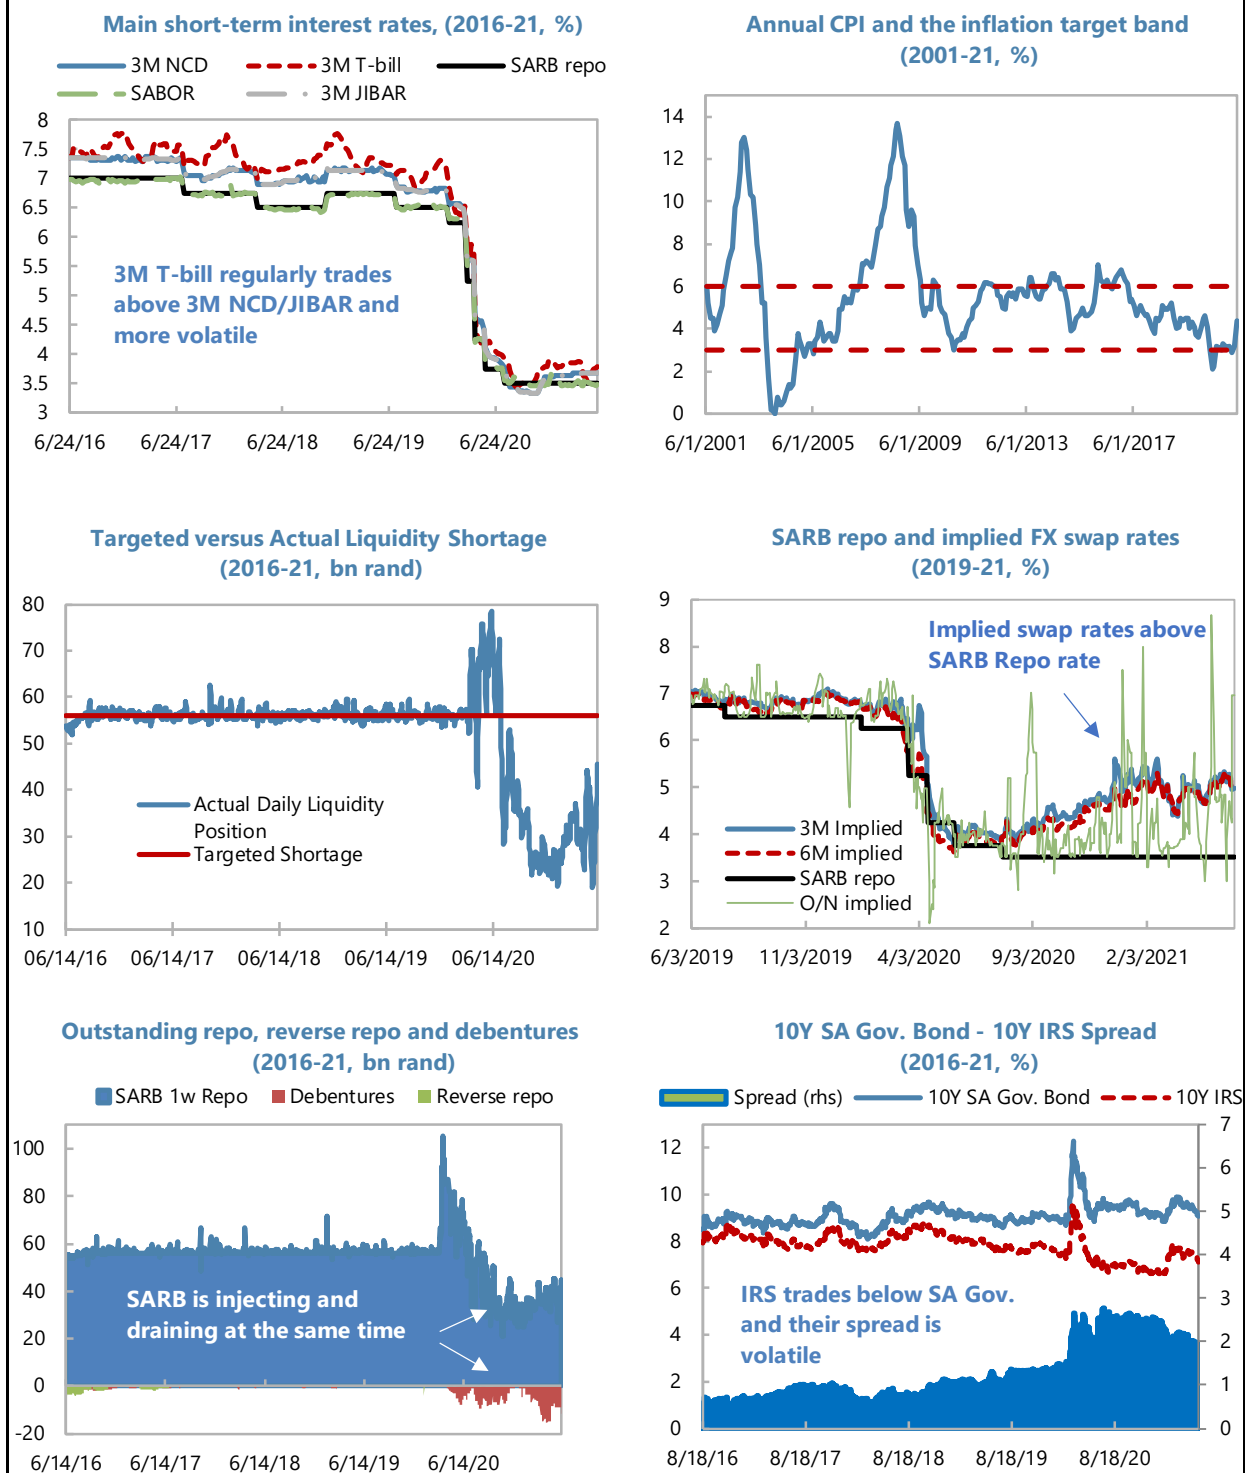 Main short-term interest rates, (2016-21, %)
3M NCD
3M T-bill
SARB repo
SABOR
3M JIBAR
8
7.5
7
6.5
6
5.5
5
4.5
4
3.5
3
3M T-bill regularly trades
above 3M NCD/JIBAR and
more volatile
6/24/16
6/24/17
6/24/18
6/24/19
6/24/20
Annual CPI and the inflation target band
(2001-21, %)
14
12
10
8
6
4
2
0
6/1/2001
6/1/2005
6/1/2009
6/1/2013
6/1/2017
Targeted versus Actual Liquidity Shortage
(2016-21, bn rand)
80
70
60
50
40
30
20
10
Actual Daily Liquidity
Position
Targeted Shortage
06/14/16
06/14/17
06/14/18
06/14/19
06/14/20
SARB repo and implied FX swap rates
(2019-21, %)
9
8
7
6
5
4
3
2
Implied swap rates above
SARB Repo rate
3M Implied
6M implied
SARB repo
O/N implied
6/3/2019
11/3/2019
4/3/2020
9/3/2020
2/3/2021
Outstanding repo, reverse repo and debentures
(2016-21, bn rand)
SARB 1w Repo
Debentures
Reverse repo
100
80
60
40
20
0
-20
SARB is injecting and
draining at the same time
6/14/16
6/14/17
6/14/18
6/14/19
6/14/20
10Y SA Gov. Bond - 10Y IRS Spread
(2016-21, %)
Spread (rhs)
10Y SA Gov. Bond
10Y IRS
12
10
8
6
4
2
0
7
6
5
4
3
2
1
0
IRS trades below SA Gov.
and their spread is
volatile
8/18/16
8/18/17
8/18/18
8/18/19
8/18/20